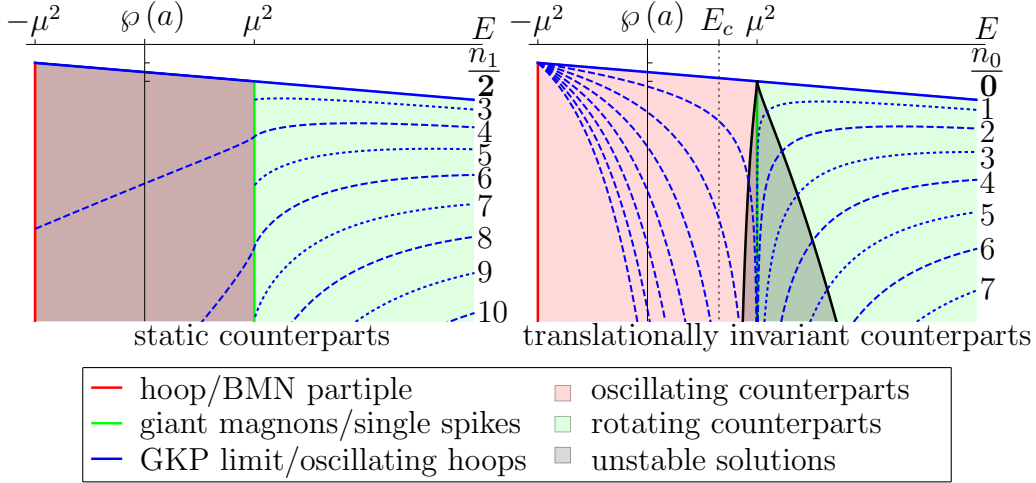 −μ² ℘(a) μ² E
n₁
2
3
4
5
6
7
8
9
10
static counterparts
−μ² ℘(a) E_c μ² E
n₀
0
1
2
3
4
5
6
7
translationally invariant counterparts
hoop/BMN partiple
giant magnons/single spikes
GKP limit/oscillating hoops
oscillating counterparts
rotating counterparts
unstable solutions